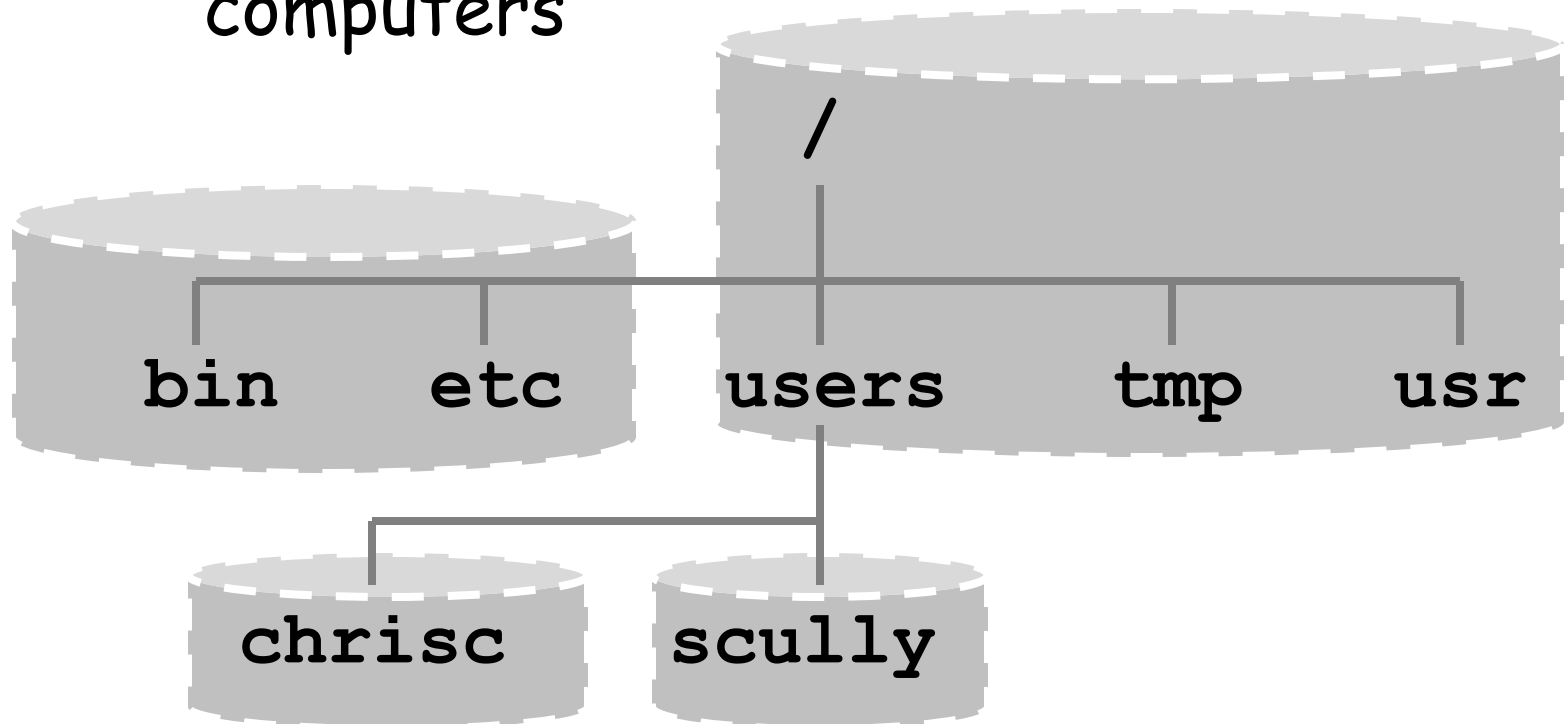 computers
/
bin etc users tmp usr
chrisc scully